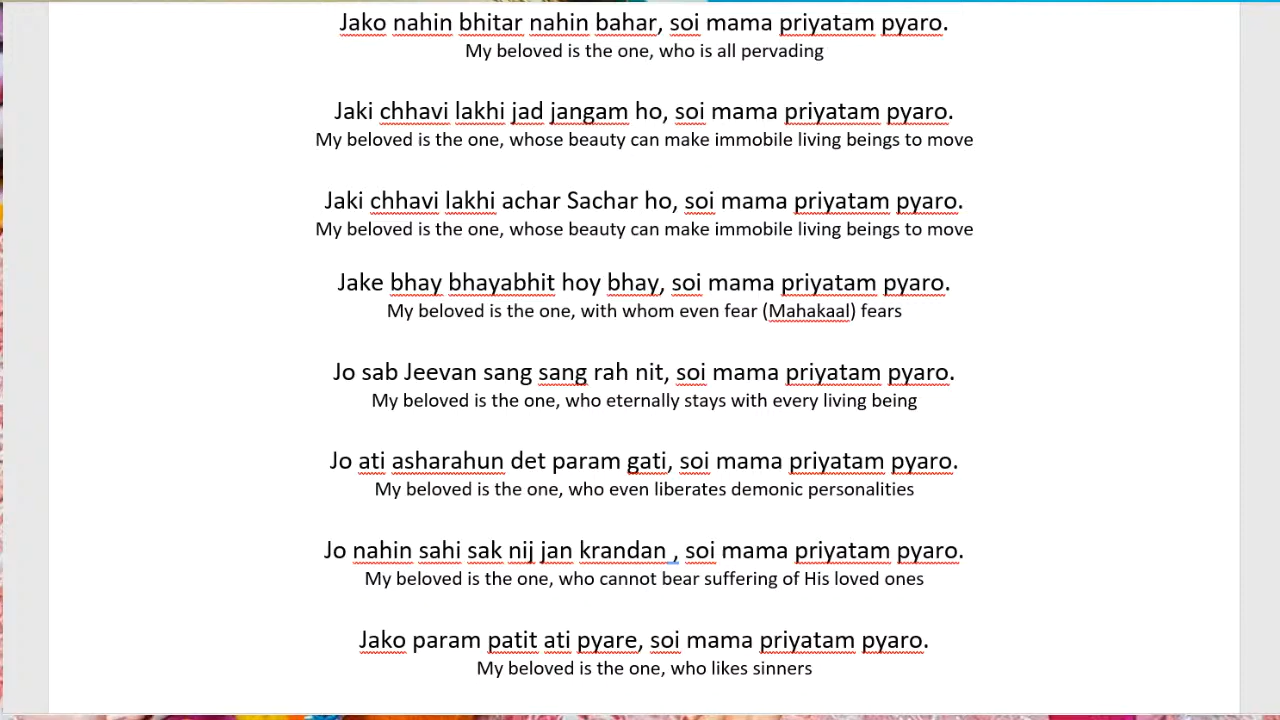 Jako nahin bhitar nahin bahar, soi mama priyatam pyaro.
My beloved is the one, who is all pervading
Jaki chhavi lakhi jad jangam ho, soi mama priyatam pyaro.
My beloved is the one, whose beauty can make immobile living beings to move
Jaki chhavi lakhi achar Sachar ho, soi mama priyatam pyaro.
My beloved is the one, whose beauty can make immobile living beings to move
Jake bhay bhayabhit hoy bhay, soi mama priyatam pyaro.
My beloved is the one, with whom even fear (Mahakaal) fears
Jo sab Jeevan sang sang rah nit, soi mama priyatam pyaro.
My beloved is the one, who eternally stays with every living being
Jo ati asharahun det param gati, soi mama priyatam pyaro.
My beloved is the one, who even liberates demonic personalities
Jo nahin sahi sak nij jan krandan , soi mama priyatam pyaro.
My beloved is the one, who cannot bear suffering of His loved ones
Jako param patit ati pyare, soi mama priyatam pyaro.
My beloved is the one, who likes sinners